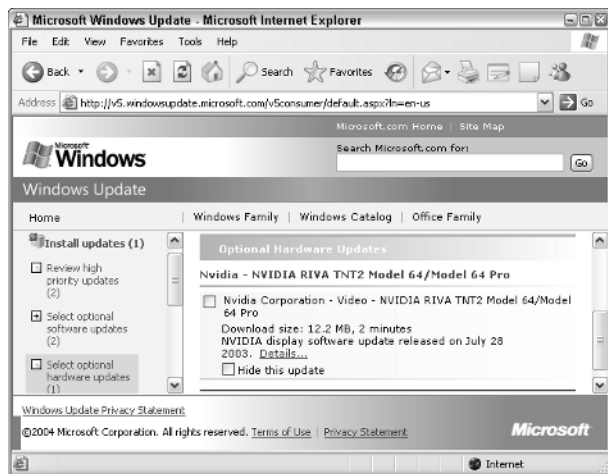 Microsoft Windows Update - Microsoft Internet Explorer
File Edit View Favorites Tools Help
Back Search Favorites
Address http://v5.windowsupdate.microsoft.com/v5consumer/default.aspx?ln=en-us Go
Microsoft.com Home | Site Map
Microsoft
Windows
Search Microsoft.com for:
Go
Windows Update
Home | Windows Family | Windows Catalog | Office Family
Install updates (1)
Review high
priority updates
(2)
Select optional
software updates
(2)
Select optional
hardware updates
(1)
Optional Hardware Updates
Nvidia - NVIDIA RIVA TNT2 Model 64/Model 64 Pro
Nvidia Corporation - Video - NVIDIA RIVA TNT2 Model 64/Model
64 Pro
Download size: 12.2 MB, 2 minutes
NVIDIA display software update released on July 28
2003. Details...
Hide this update
Windows Update Privacy Statement
©2004 Microsoft Corporation. All rights reserved. Terms of Use | Privacy Statement
Microsoft
Internet